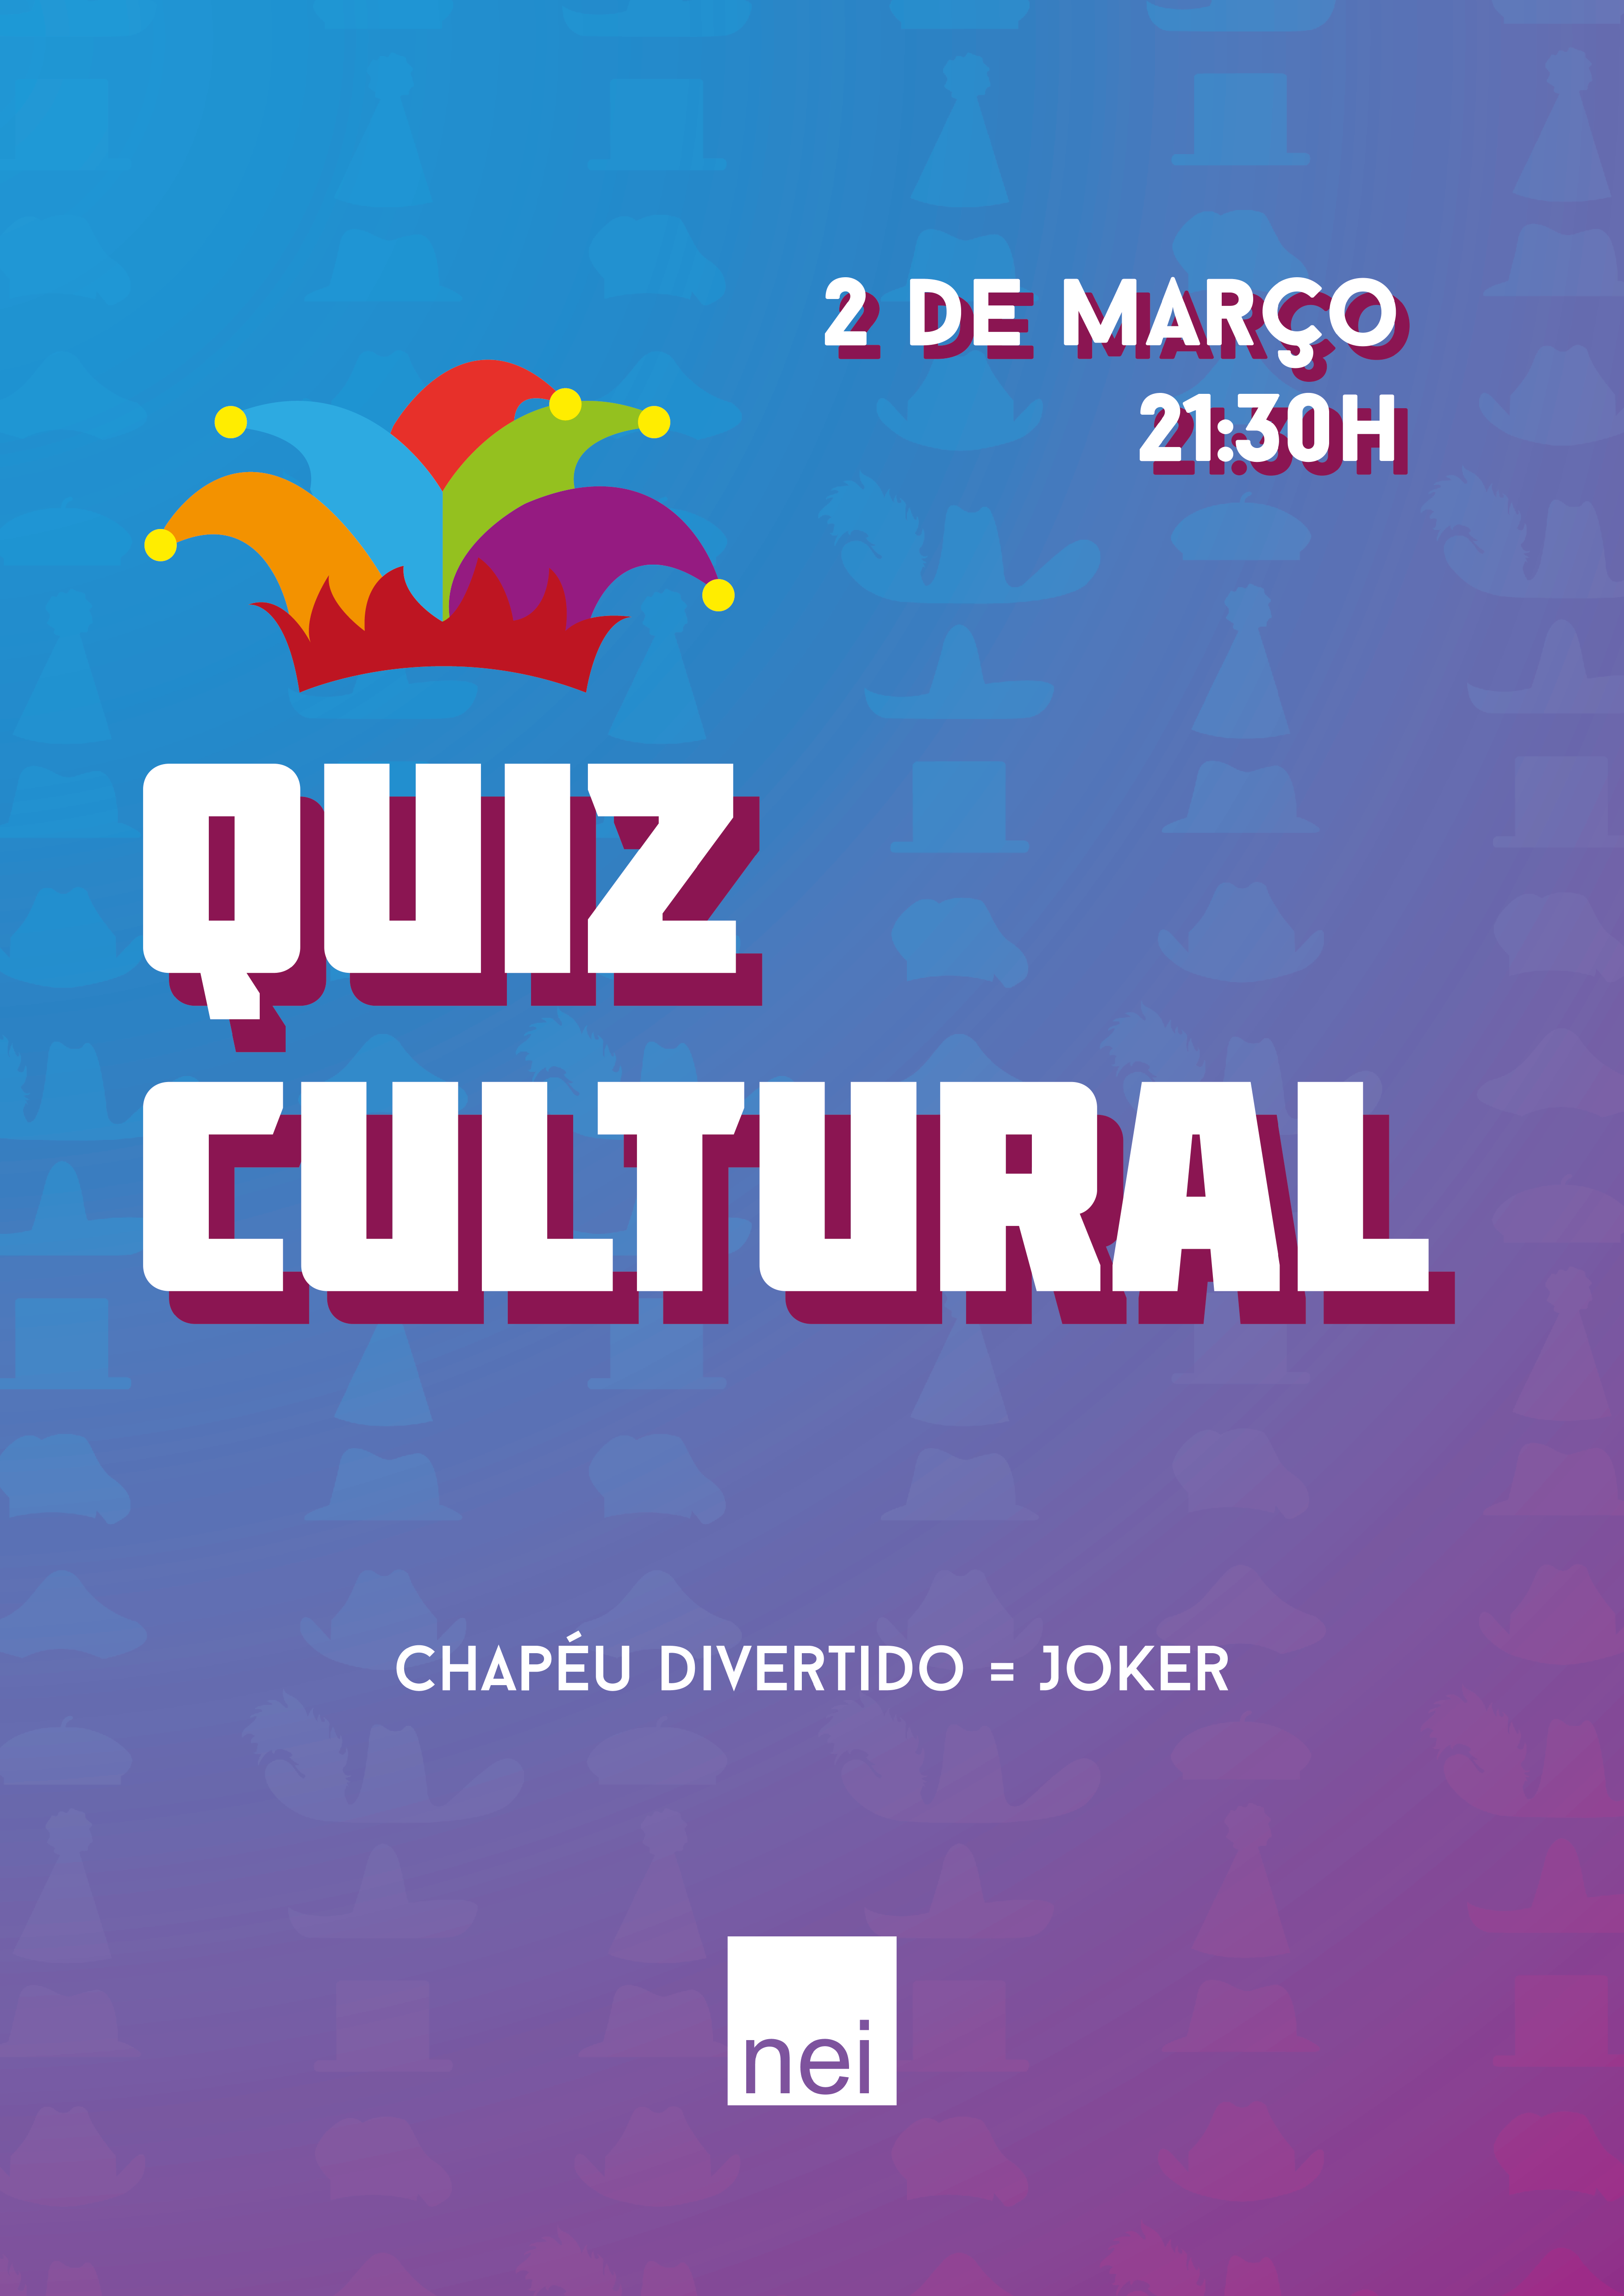 2 DE MARÇO
21:30H
QUIZ
CULTURAL
CHAPÉU DIVERTIDO = JOKER
nei